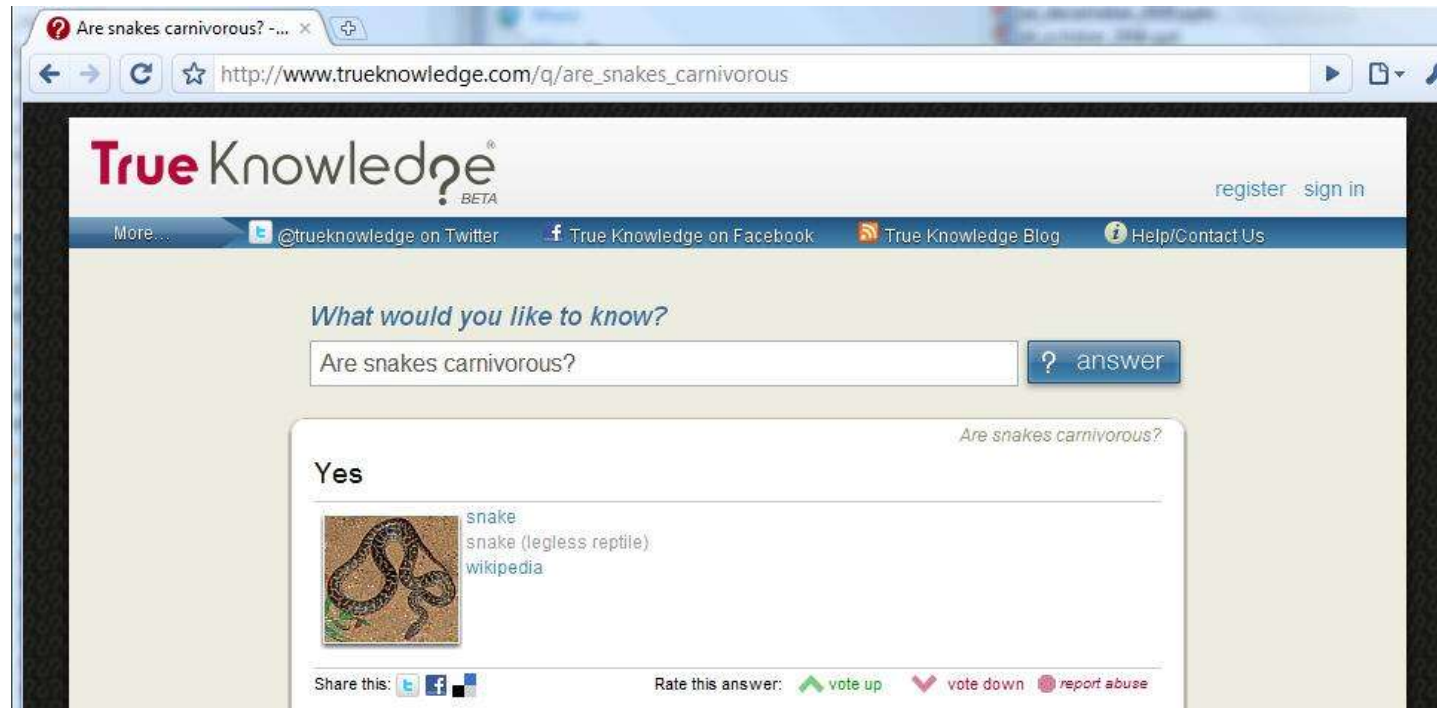 Are snakes carnivorous? -...
http://www.trueknowledge.com/q/are_snakes_carnivorous
True Knowledge®
BETA
register sign in
More... @trueknowledge on Twitter True Knowledge on Facebook True Knowledge Blog Help/Contact Us
What would you like to know?
Are snakes carnivorous?
? answer
Are snakes carnivorous?
Yes
snake
snake (legless reptile)
wikipedia
Share this: Rate this answer: vote up vote down report abuse